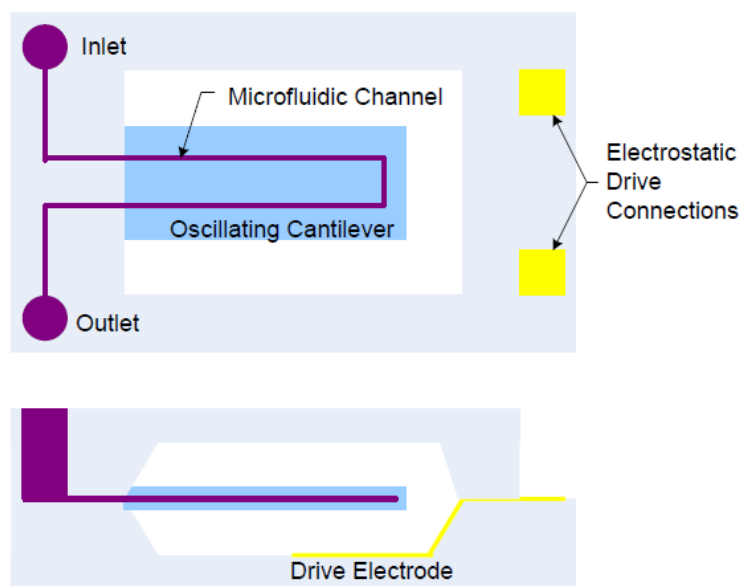 Inlet
Microfluidic Channel
Electrostatic
Drive
Connections
Oscillating Cantilever
Outlet
Drive Electrode